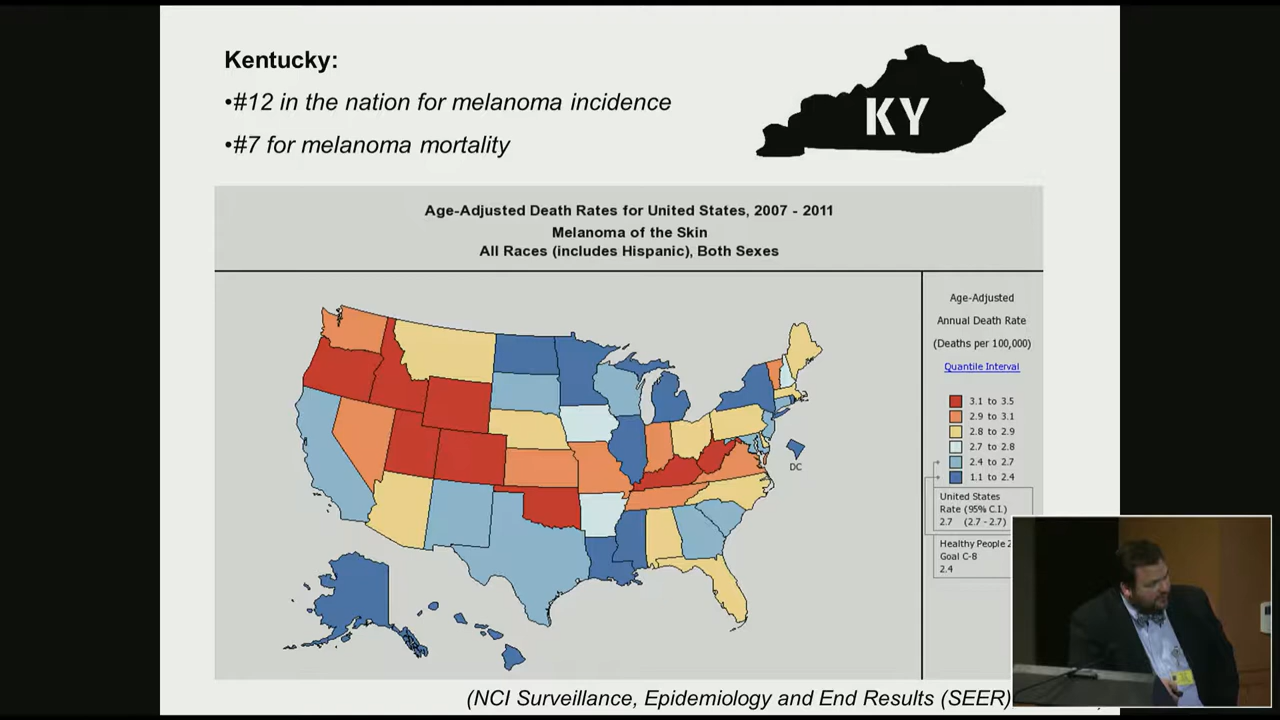 Kentucky:
•#12 in the nation for melanoma incidence
•#7 for melanoma mortality
KY
Age-Adjusted Death Rates for United States, 2007 - 2011
Melanoma of the Skin
All Races (includes Hispanic), Both Sexes
Age-Adjusted
Annual Death Rate
(Deaths per 100,000)
Quantile Interval
3.1 to 3.5
2.9 to 3.1
2.8 to 2.9
2.7 to 2.8
2.4 to 2.7
1.1 to 2.4
DC
United States
Rate (95% C.I.)
2.7 (2.7 - 2.7)
Healthy People
Goal C-8
2.4
(NCI Surveillance, Epidemiology and End Results (SEER)